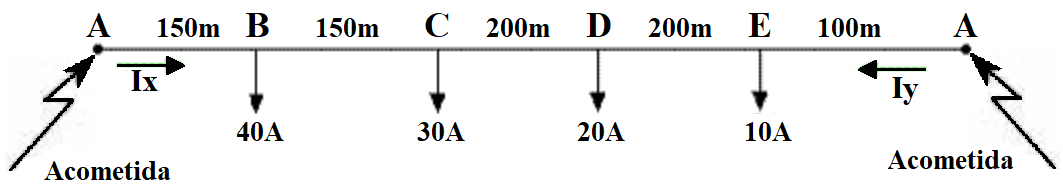 A 150m B 150m C 200m D 200m E 100m A
Ix Iy
40A 30A 20A 10A
Acometida Acometida